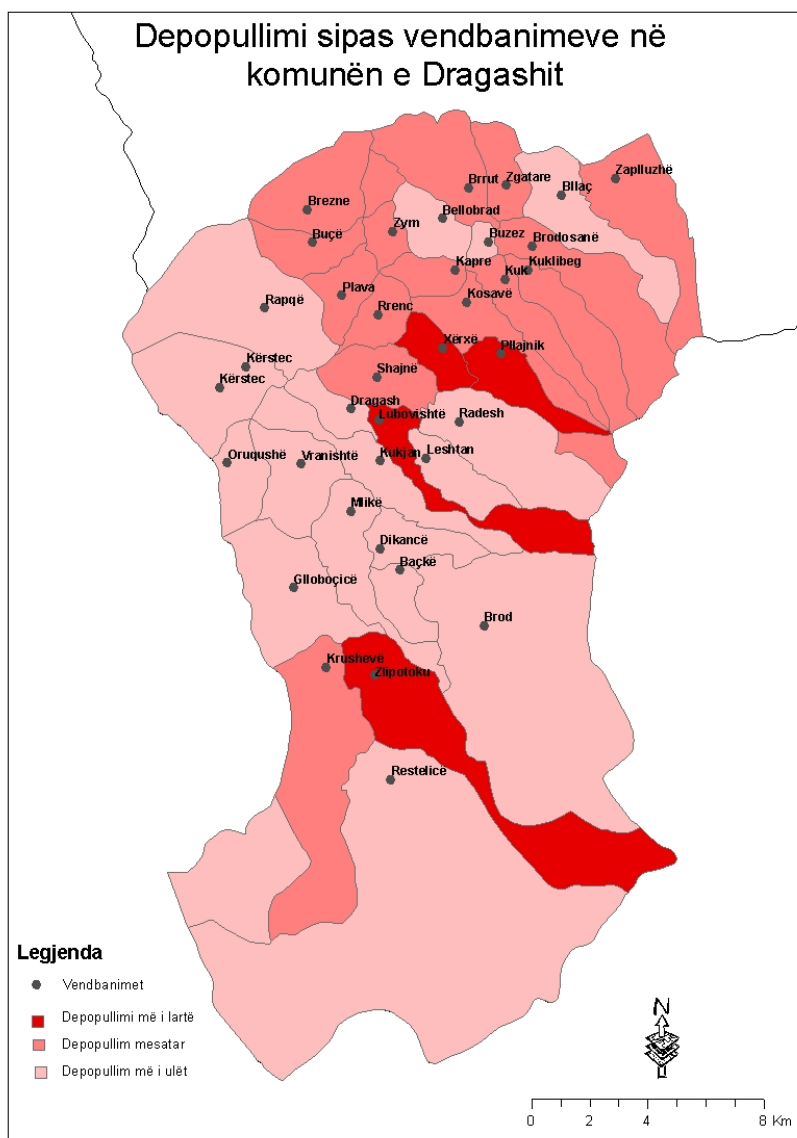 Depopullimi sipas vendbanimeve në
komunën e Dragashit
Zaplluzhë
Zgatare
Brrut
Bllaç
Brezne
Bellobrad
Zym
Buçë
Buzez
Brodosanë
Kapre
Kuklibeg
Kuk
Plava
Kosavë
Rapqë
Rrenc
Xërxë
Pllajnik
Kërstec
Shajnë
Kërstec
Dragash
Lubovishtë
Radesh
Oruqushë
Vranishtë
Kukjan
Leshtan
Mlikë
Dikancë
Baçkë
Glloboçicë
Brod
Krushevë
Zlipotoku
Restelicë
Legjenda
Vendbanimet
Depopullimi më i lartë
Depopullim mesatar
Depopullim më i ulët
N
0 2 4 8 Km